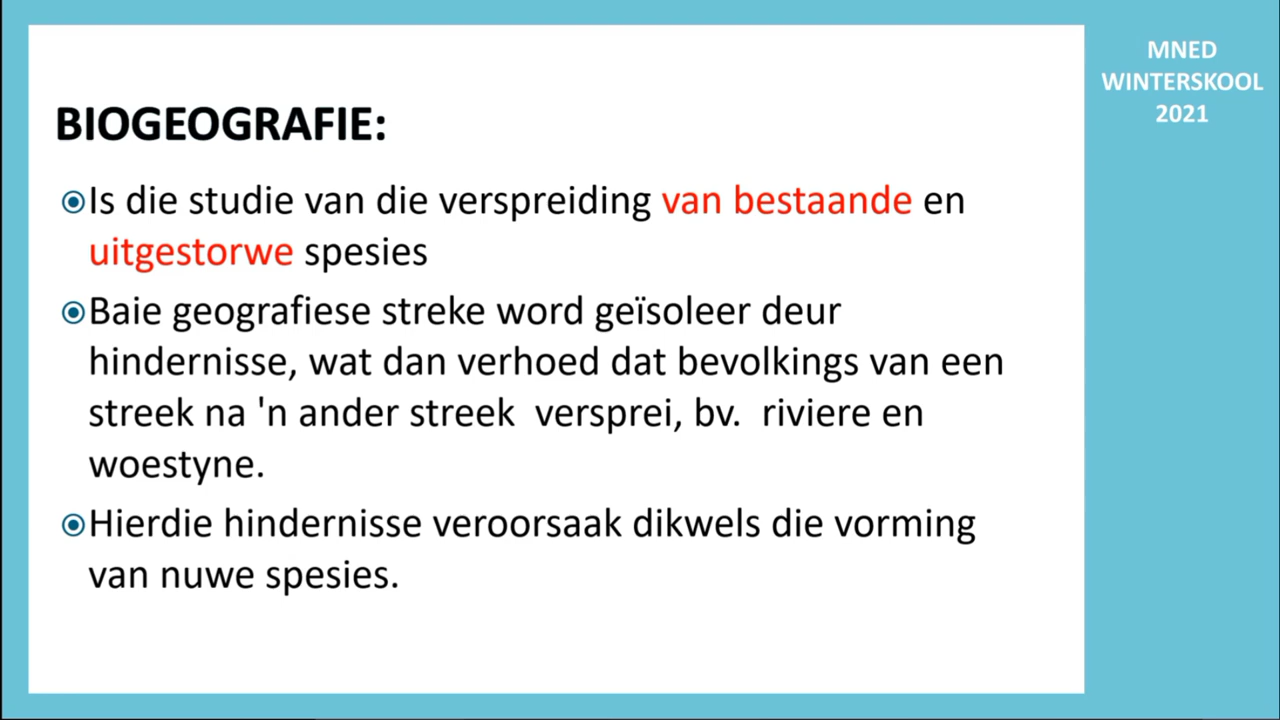 BIOGEOGRAFIE:
Is die studie van die verspreiding van bestaande en
uitgestorwe spesies
Baie geografiese streke word geïsoleer deur
hindernisse, wat dan verhoed dat bevolkings van een
streek na 'n ander streek versprei, bv. riviere en
woestyne.
Hierdie hindernisse veroorsaak dikwels die vorming
van nuwe spesies.
MNED
WINTERSKOOL
2021